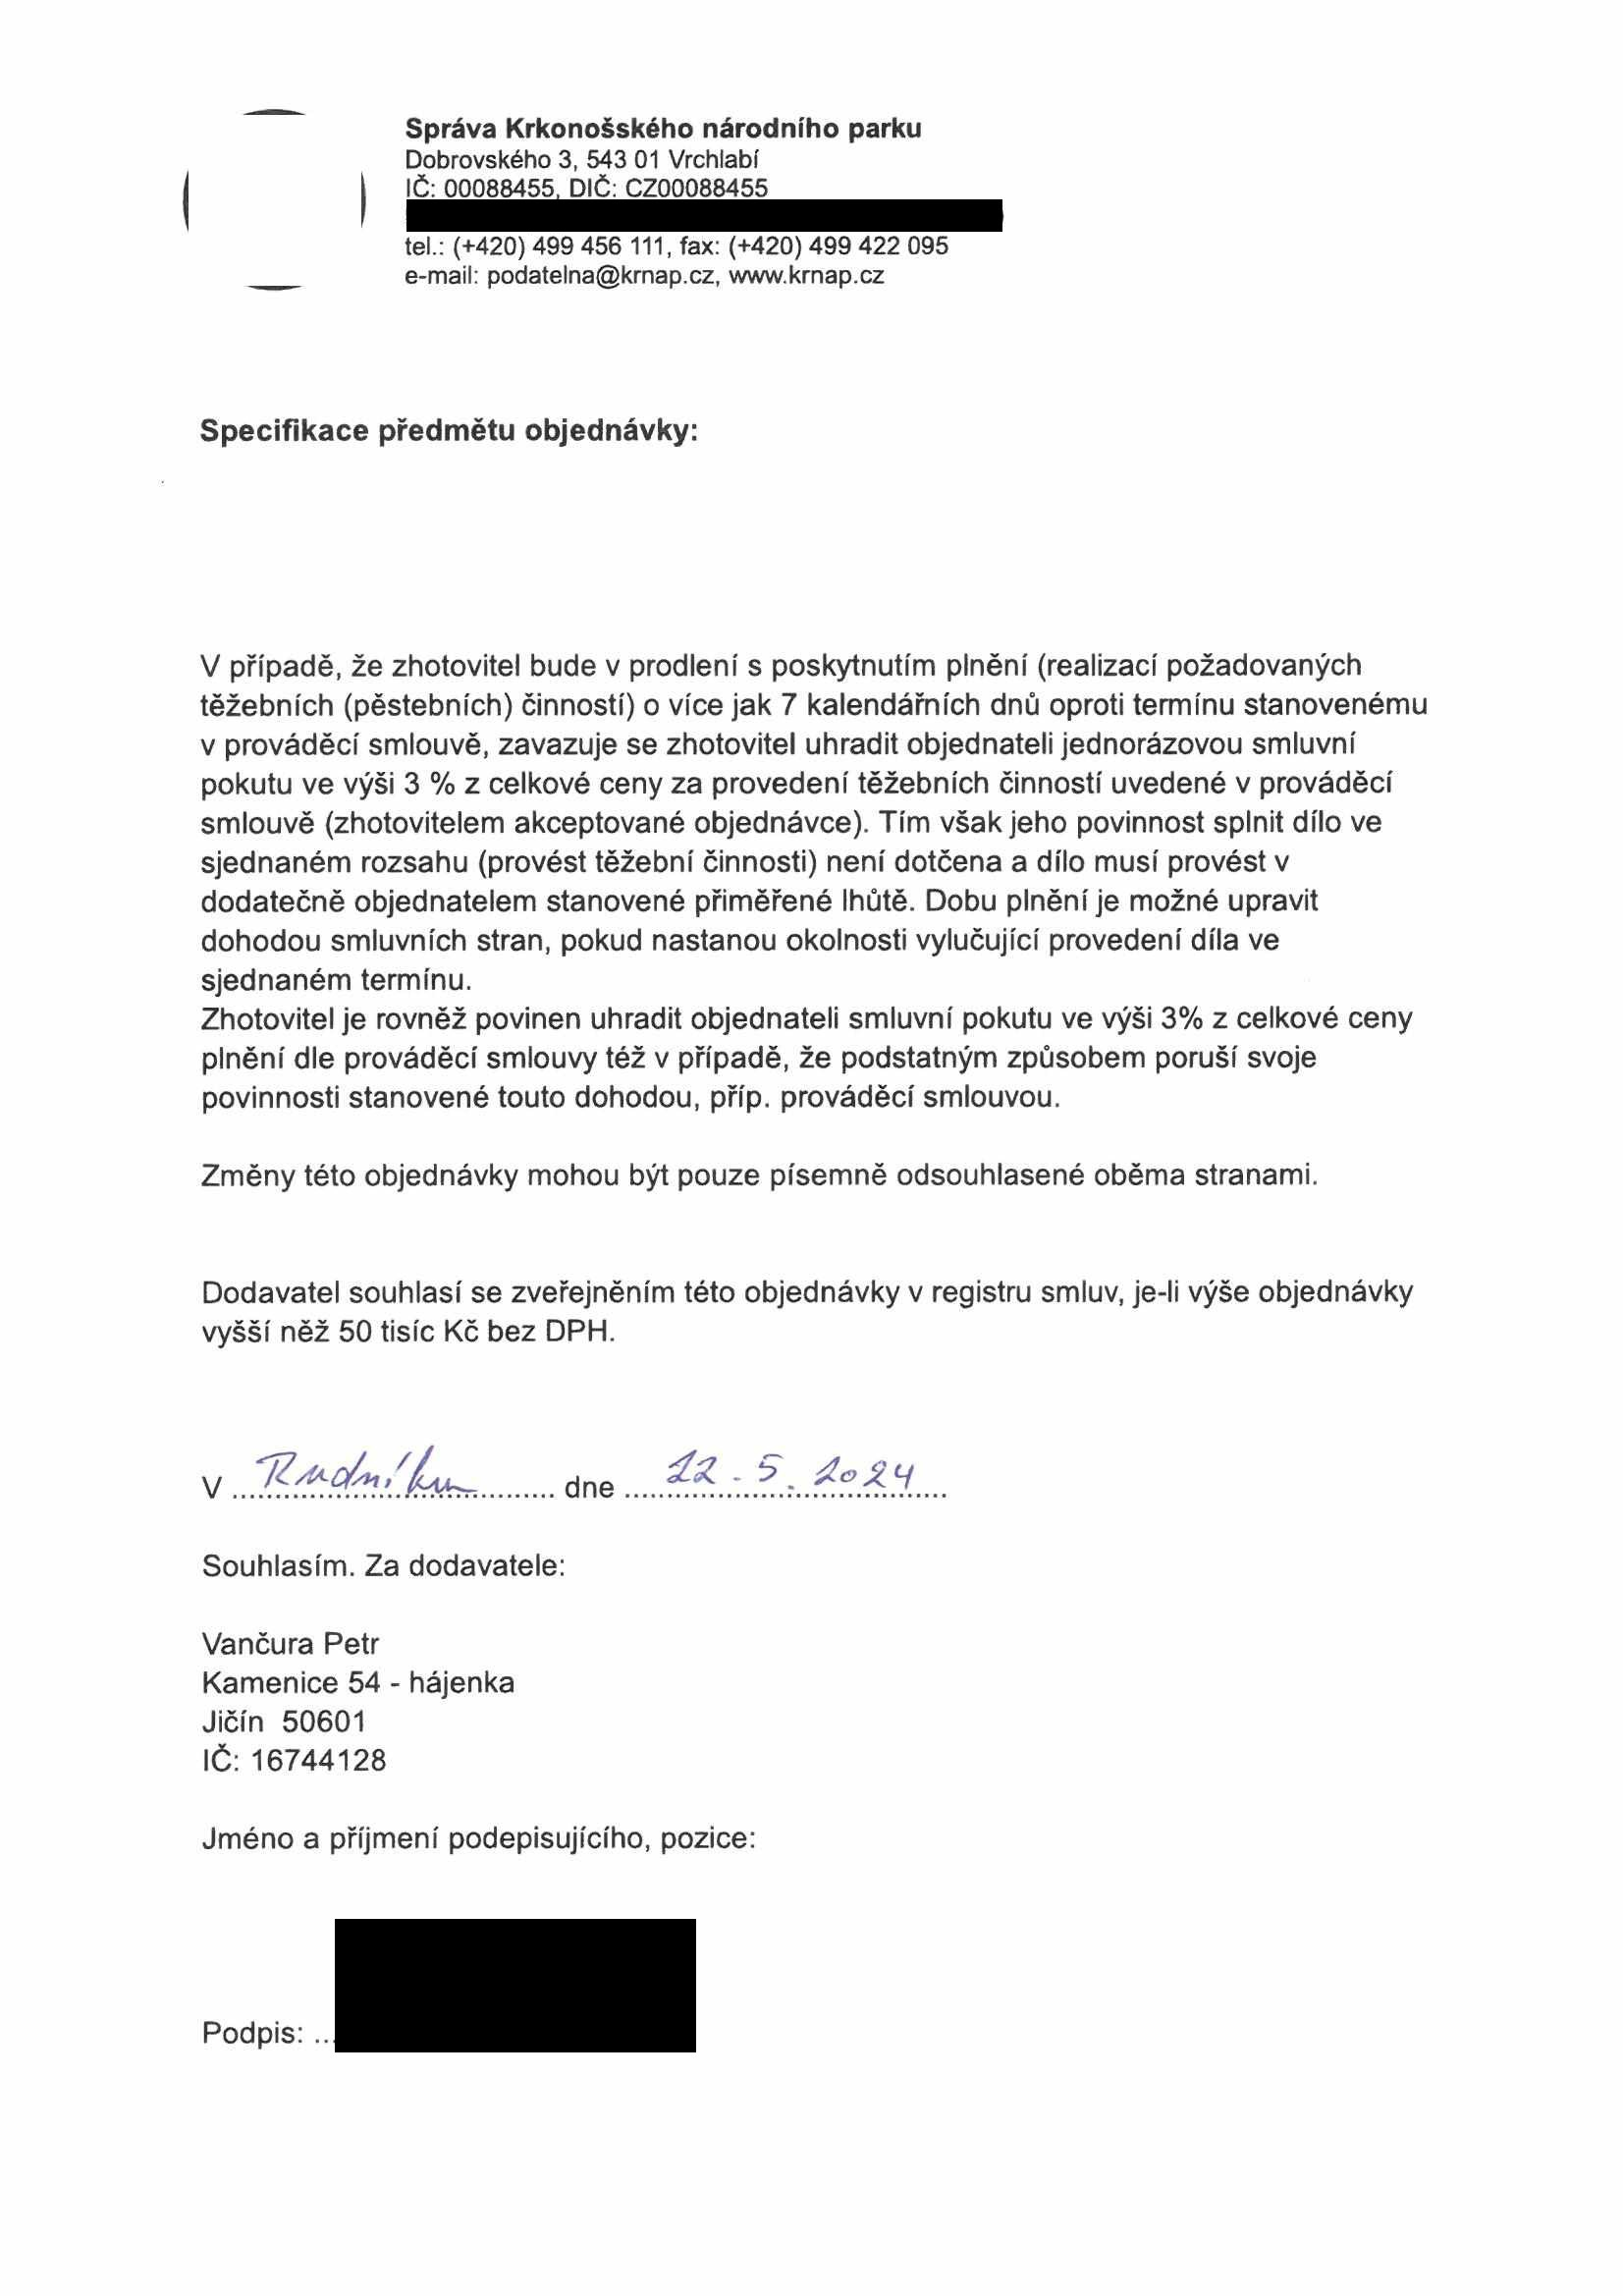 Správa Krkonošského národního parku
Dobrovského 3, 543 01 Vrchlabí
IČ: 00088455, DIČ: CZ00088455
tel.: (+420) 499 456 111, fax: (+420) 499 422 095
e-mail: podatelna@krnap.cz, www.krnap.cz
Specifikace předmětu objednávky:
V případě, že zhotovitel bude v prodlení s poskytnutím plnění (realizací požadovaných
těžebních (pěstebních) činností) o více jak 7 kalendářních dnů oproti termínu stanovenému
v prováděcí smlouvě, zavazuje se zhotovitel uhradit objednateli jednorázovou smluvní
pokutu ve výši 3 % z celkové ceny za provedení těžebních činností uvedené v prováděcí
smlouvě (zhotovitelem akceptované objednávce). Tím však jeho povinnost splnit dílo ve
sjednaném rozsahu (provést těžební činnosti) není dotčena a dílo musí provést v
dodatečně objednatelem stanovené přiměřené lhůtě. Dobu plnění je možné upravit
dohodou smluvních stran, pokud nastanou okolnosti vylučující provedení díla ve
sjednaném termínu.
Zhotovitel je rovněž povinen uhradit objednateli smluvní pokutu ve výši 3% z celkové ceny
plnění dle prováděcí smlouvy též v případě, že podstatným způsobem poruší svoje
povinnosti stanovené touto dohodou, příp. prováděcí smlouvou.
Změny této objednávky mohou být pouze písemně odsouhlasené oběma stranami.
Dodavatel souhlasí se zveřejněním této objednávky v registru smluv, je-li výše objednávky
vyšší něž 50 tisíc Kč bez DPH.
V Rudníku dne 22.5.2024
Souhlasím. Za dodavatele:
Vančura Petr
Kamenice 54 - hájenka
Jičín 50601
IČ: 16744128
Jméno a příjmení podepisujícího, pozice:
Podpis: ...